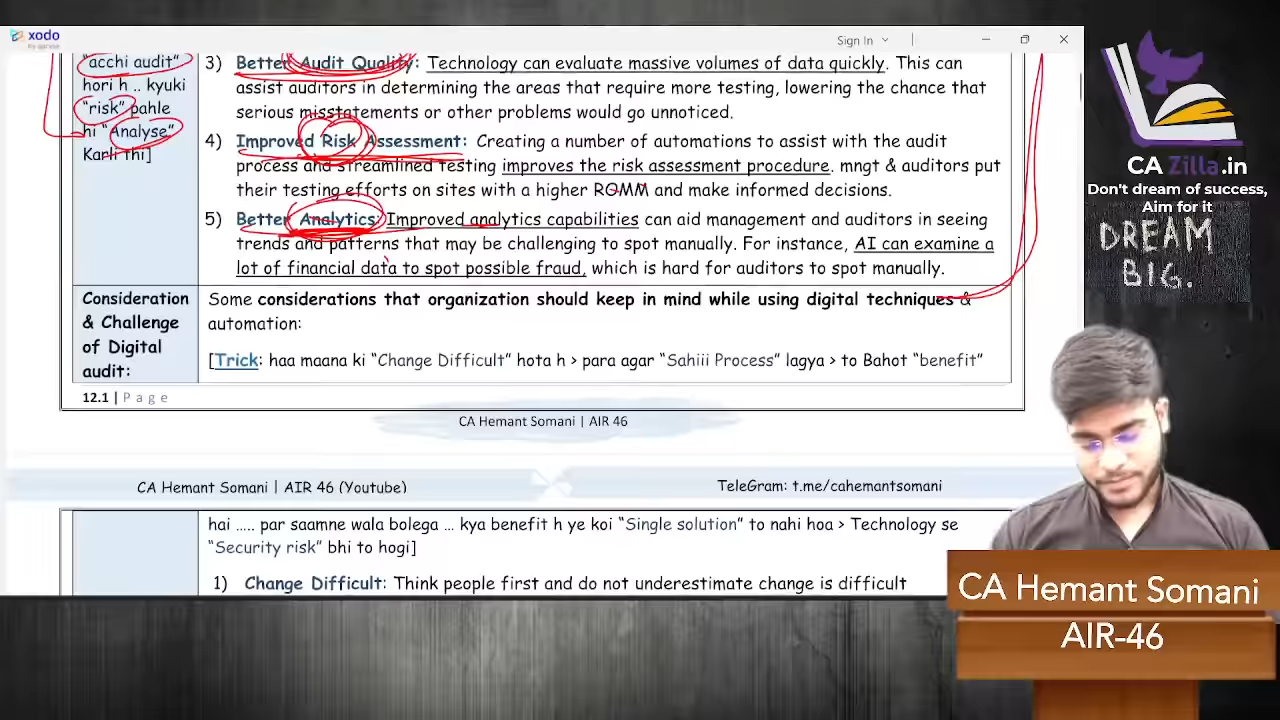 xodo
Sign In
"acchi audit"
hori h .. kyuki
"risk" pahle
hi "Analyse"
Karli thi]
3) Better Audit Quality: Technology can evaluate massive volumes of data quickly. This can
assist auditors in determining the areas that require more testing, lowering the chance that
serious misstatements or other problems would go unnoticed.
4) Improved Risk Assessment: Creating a number of automations to assist with the audit
process and streamlined testing improves the risk assessment procedure. mngt & auditors put
their testing efforts on sites with a higher ROMM and make informed decisions.
5) Better Analytics: Improved analytics capabilities can aid management and auditors in seeing
trends and patterns that may be challenging to spot manually. For instance, AI can examine a
lot of financial data to spot possible fraud, which is hard for auditors to spot manually.
Consideration
& Challenge
of Digital
audit:
Some considerations that organization should keep in mind while using digital techniques &
automation:
[Trick: haa maana ki "Change Difficult" hota h > para agar "Sahiii Process" lagya > to Bahot "benefit"
12.1 | Page
CA Hemant Somani | AIR 46
CA Hemant Somani | AIR 46 (Youtube)
TeleGram: t.me/cahemantsomani
hai ..... par saamne wala bolega ... kya benefit h ye koi "Single solution" to nahi hoa > Technology se
"Security risk" bhi to hogi]
1) Change Difficult: Think people first and do not underestimate change is difficult
CA Zilla.in
Don't dream of success,
Aim for it
DREAM
BIG.
CA Hemant Somani
AIR-46